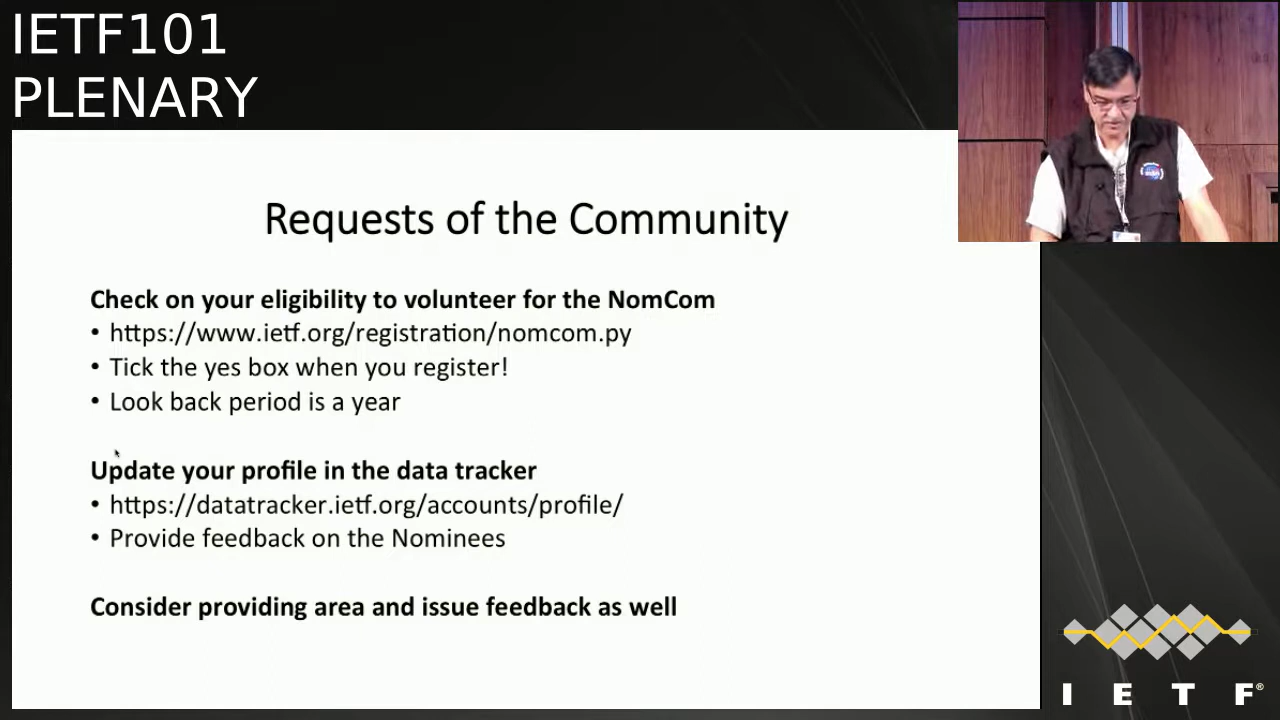 IETF101
PLENARY
Requests of the Community
Check on your eligibility to volunteer for the NomCom
• https://www.ietf.org/registration/nomcom.py
• Tick the yes box when you register!
• Look back period is a year
Update your profile in the data tracker
• https://datatracker.ietf.org/accounts/profile/
• Provide feedback on the Nominees
Consider providing area and issue feedback as well
I E T F®